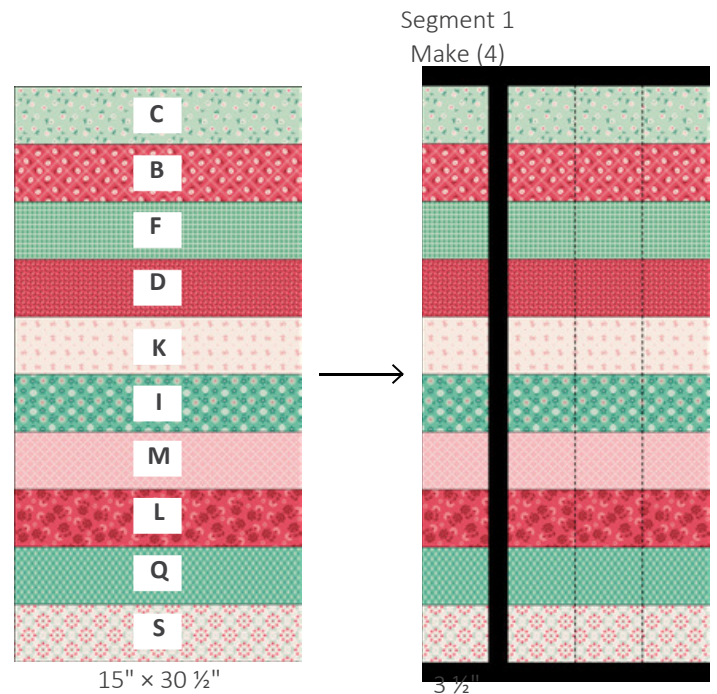 Segment 1
Make (4)
C
B
F
D
K
I
M
L
Q
S
15" × 30 ½"
3 ½"